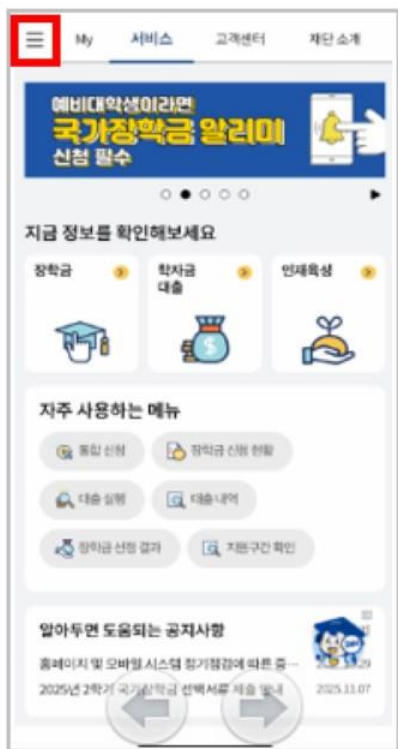 My 서비스 고객센터 재단 소개
예비대학생이라면
국가장학금 알리미
신청 필수
지금 정보를 확인해보세요
장학금
학자금
대출
인재육성
자주 사용하는 메뉴
통합 신청
장학금 신청 현황
대출 실행
대출 내역
장학금 선정 결과
지원구간 확인
알아두면 도움되는 공지사항
홈페이지 및 모바일 시스템 정기점검에 따른 중…
2025년 2학기 국가장학금 선택서류 제출 안내 2025.11.07